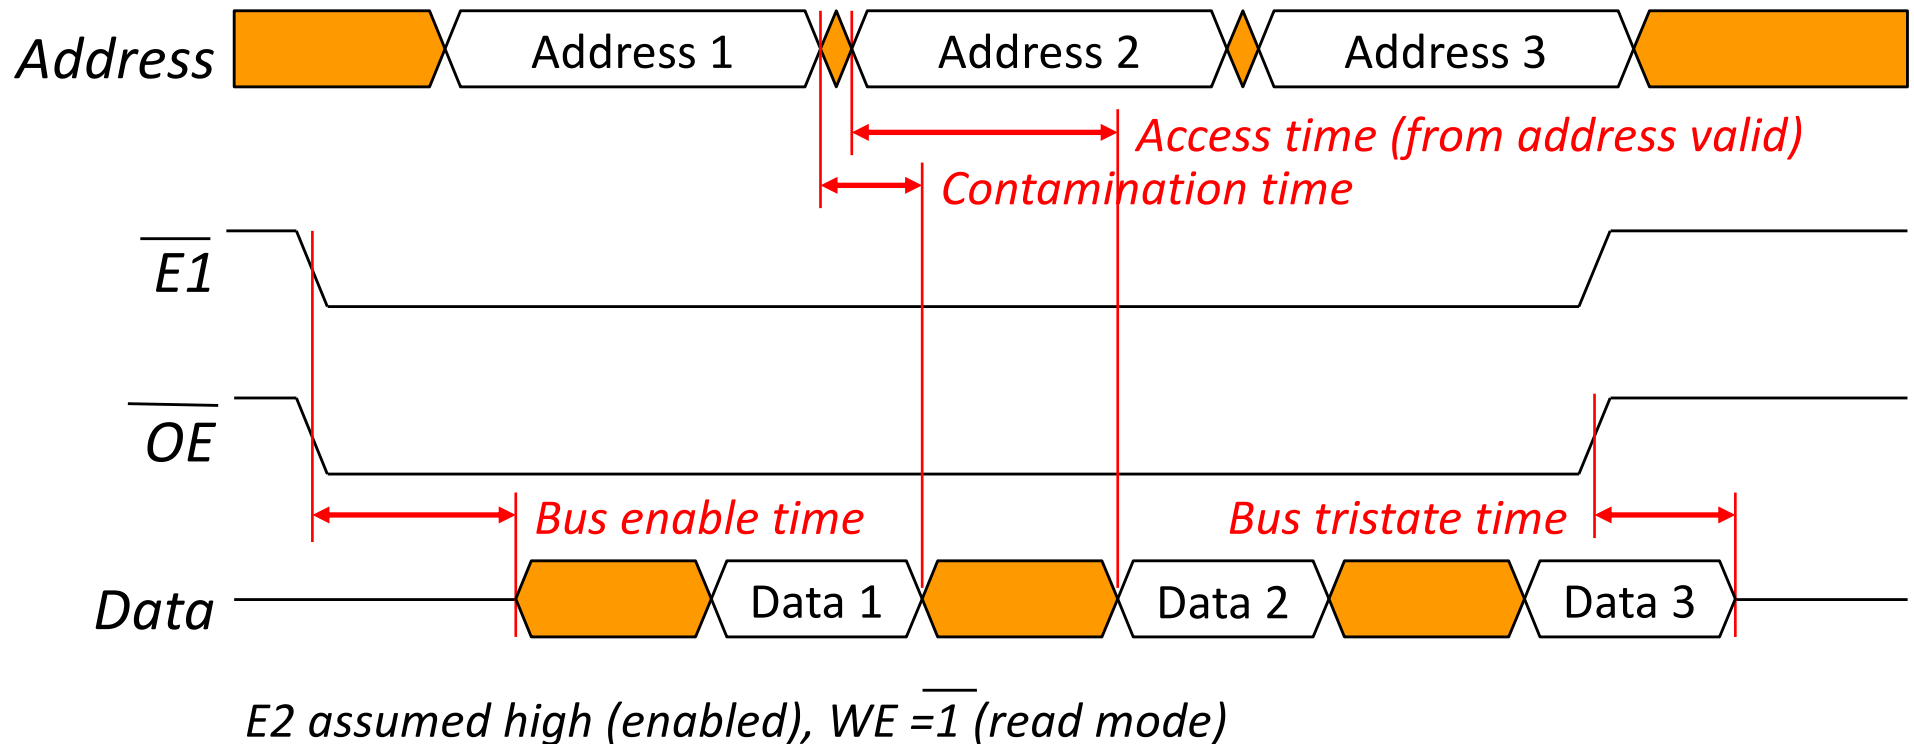 Address Address 1 Address 2 Address 3
Access time (from address valid)
Contamination time
E1
OE
Bus enable time Bus tristate time
Data Data 1 Data 2 Data 3
E2 assumed high (enabled), WE =1 (read mode)